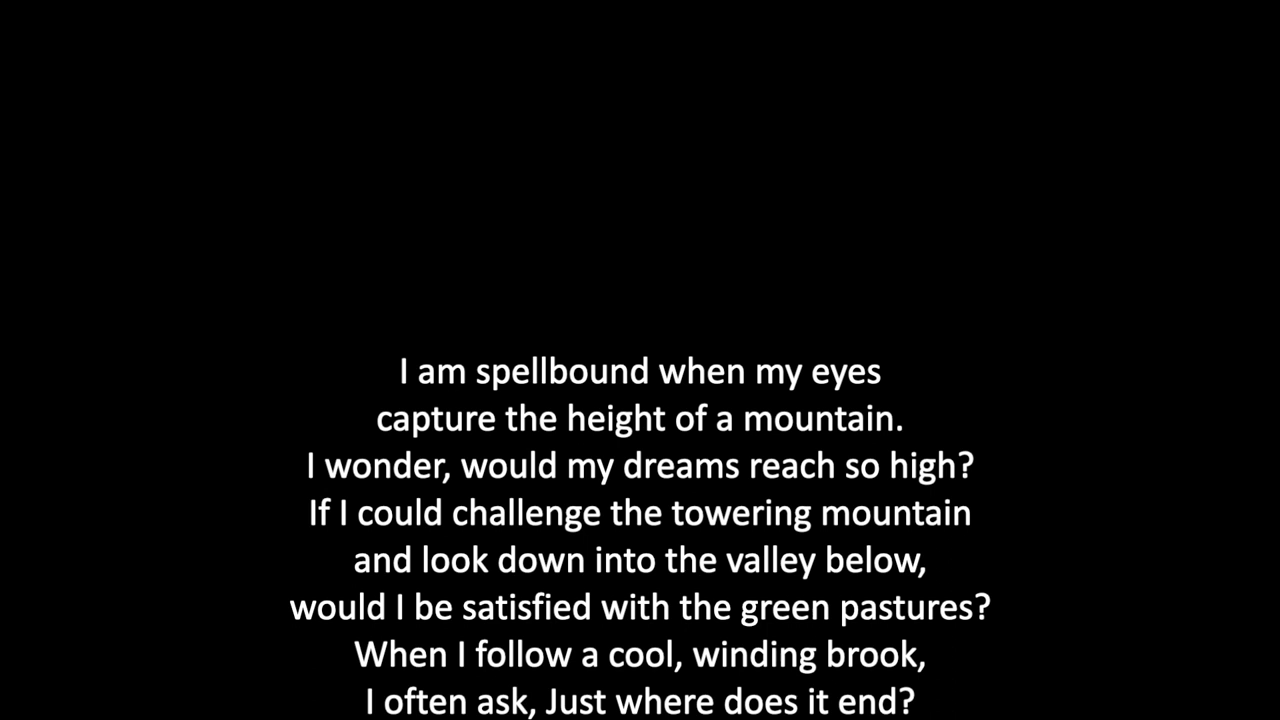 I am spellbound when my eyes
capture the height of a mountain.
I wonder, would my dreams reach so high?
If I could challenge the towering mountain
and look down into the valley below,
would I be satisfied with the green pastures?
When I follow a cool, winding brook,
I often ask, Just where does it end?